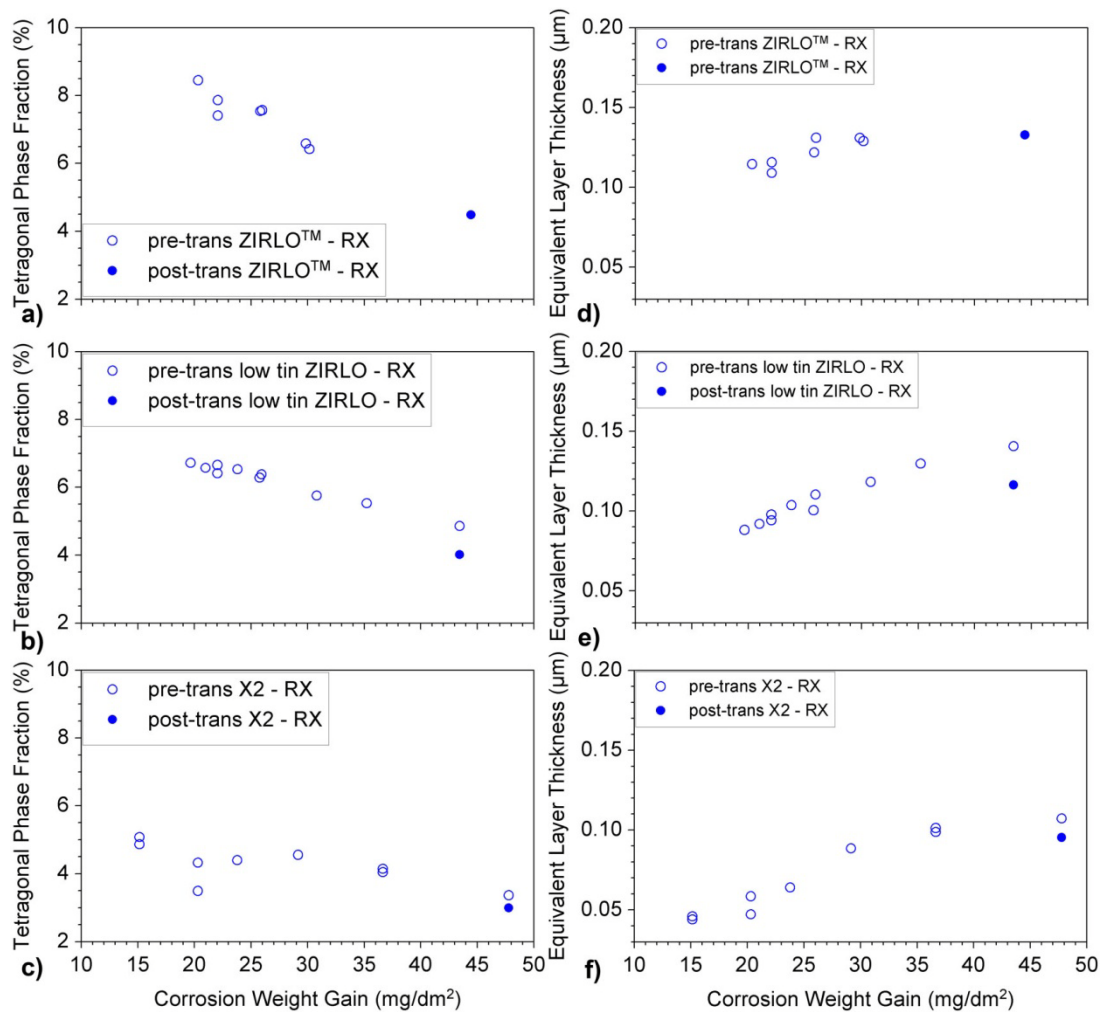 Tetragonal Phase Fraction (%)
10
8
6
4
2
pre-trans ZIRLO™ - RX
post-trans ZIRLO™ - RX
a)
Equivalent Layer Thickness (µm)
0.20
0.15
0.10
0.05
pre-trans ZIRLO™ - RX
pre-trans ZIRLO™ - RX
d)
Tetragonal Phase Fraction (%)
10
8
6
4
2
pre-trans low tin ZIRLO - RX
post-trans low tin ZIRLO - RX
b)
Equivalent Layer Thickness (µm)
0.20
0.15
0.10
0.05
pre-trans low tin ZIRLO - RX
post-trans low tin ZIRLO - RX
e)
Tetragonal Phase Fraction (%)
10
8
6
4
2
pre-trans X2 - RX
post-trans X2 - RX
c)
10 15 20 25 30 35 40 45 50
Corrosion Weight Gain (mg/dm²)
Equivalent Layer Thickness (µm)
0.20
0.15
0.10
0.05
pre-trans X2 - RX
post-trans X2 - RX
f)
10 15 20 25 30 35 40 45 50
Corrosion Weight Gain (mg/dm²)